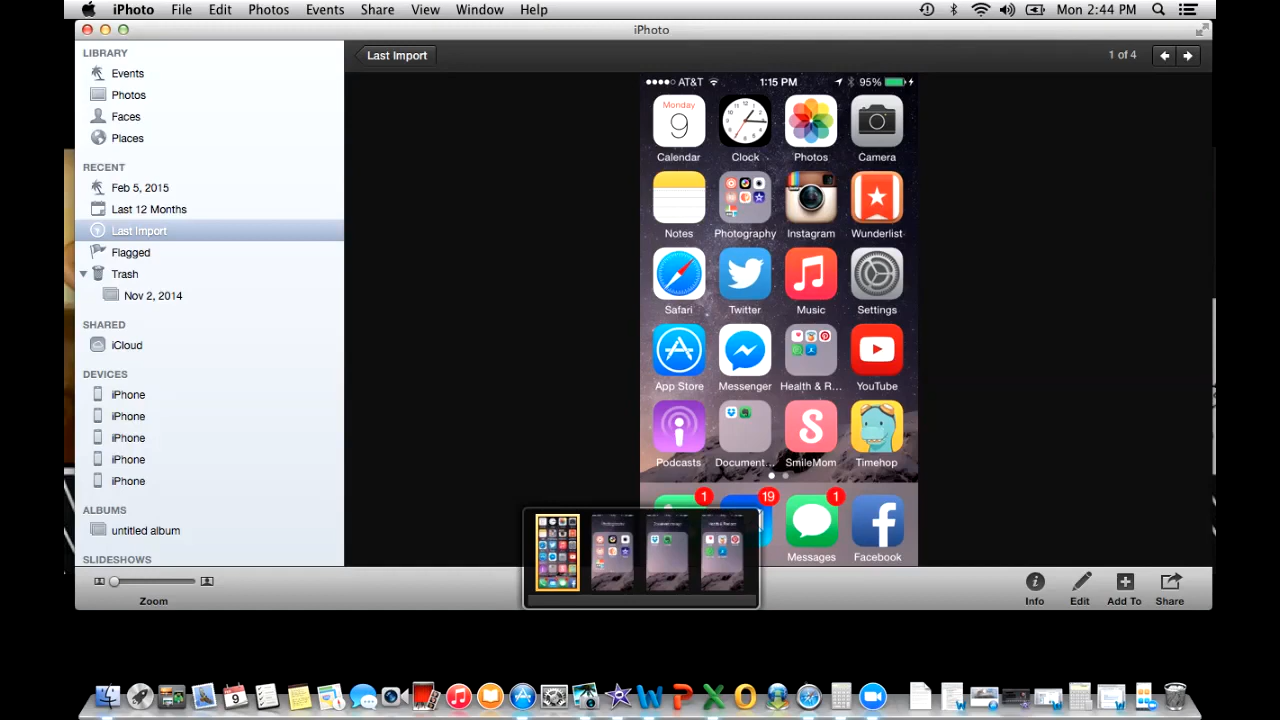 iPhoto File Edit Photos Events Share View Window Help Mon 2:44 PM
iPhoto
LIBRARY
Events
Photos
Faces
Places
RECENT
Feb 5, 2015
Last 12 Months
Last Import
Flagged
Trash
Nov 2, 2014
SHARED
iCloud
DEVICES
iPhone
iPhone
iPhone
iPhone
iPhone
ALBUMS
untitled album
SLIDESHOWS
Zoom
Last Import 1 of 4
AT&T 1:15 PM 95%
Monday
9
Calendar Clock Photos Camera
Notes Photography Instagram Wunderlist
Safari Twitter Music Settings
App Store Messenger Health & R... YouTube
Podcasts Document... SmileMom Timehop
1 19 1
Messages Facebook
Info Edit Add To Share